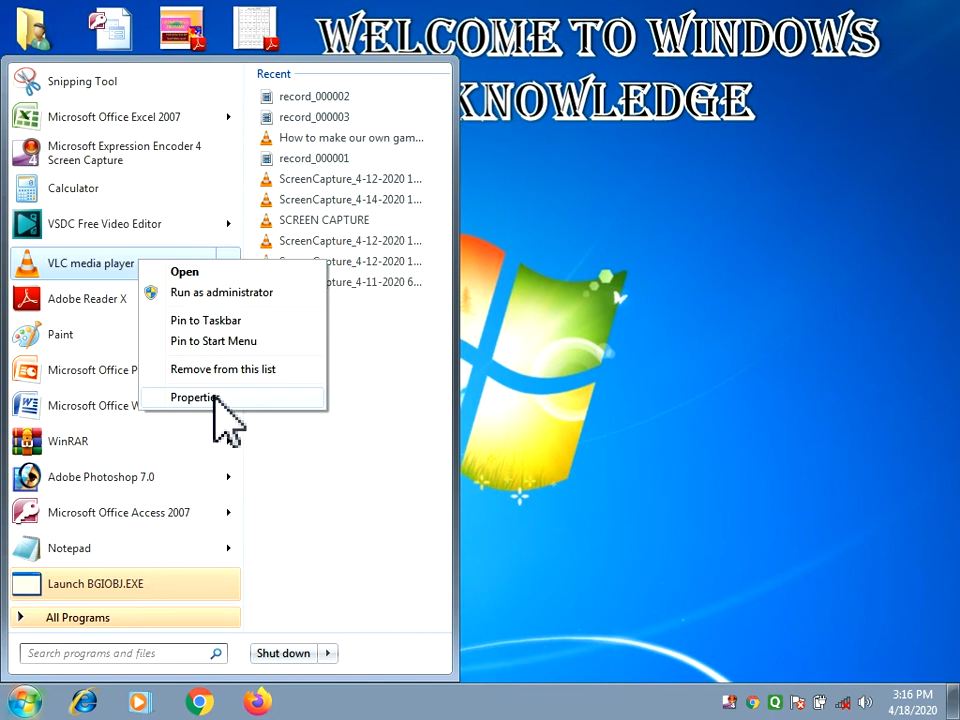 WELCOME TO WINDOWS
KNOWLEDGE
Snipping Tool
Microsoft Office Excel 2007
Microsoft Expression Encoder 4
Screen Capture
Calculator
VSDC Free Video Editor
VLC media player
Adobe Reader X
Paint
Microsoft Office P
Microsoft Office W
WinRAR
Adobe Photoshop 7.0
Microsoft Office Access 2007
Notepad
Launch BGIOBJ.EXE
All Programs
Search programs and files
Shut down
Recent
record_000002
record_000003
How to make our own gam...
record_000001
ScreenCapture_4-12-2020 1...
ScreenCapture_4-14-2020 1...
SCREEN CAPTURE
ScreenCapture_4-12-2020 1...
pture_4-12-2020 1...
pture_4-11-2020 6...
Open
Run as administrator
Pin to Taskbar
Pin to Start Menu
Remove from this list
Properties
3:16 PM
4/18/2020